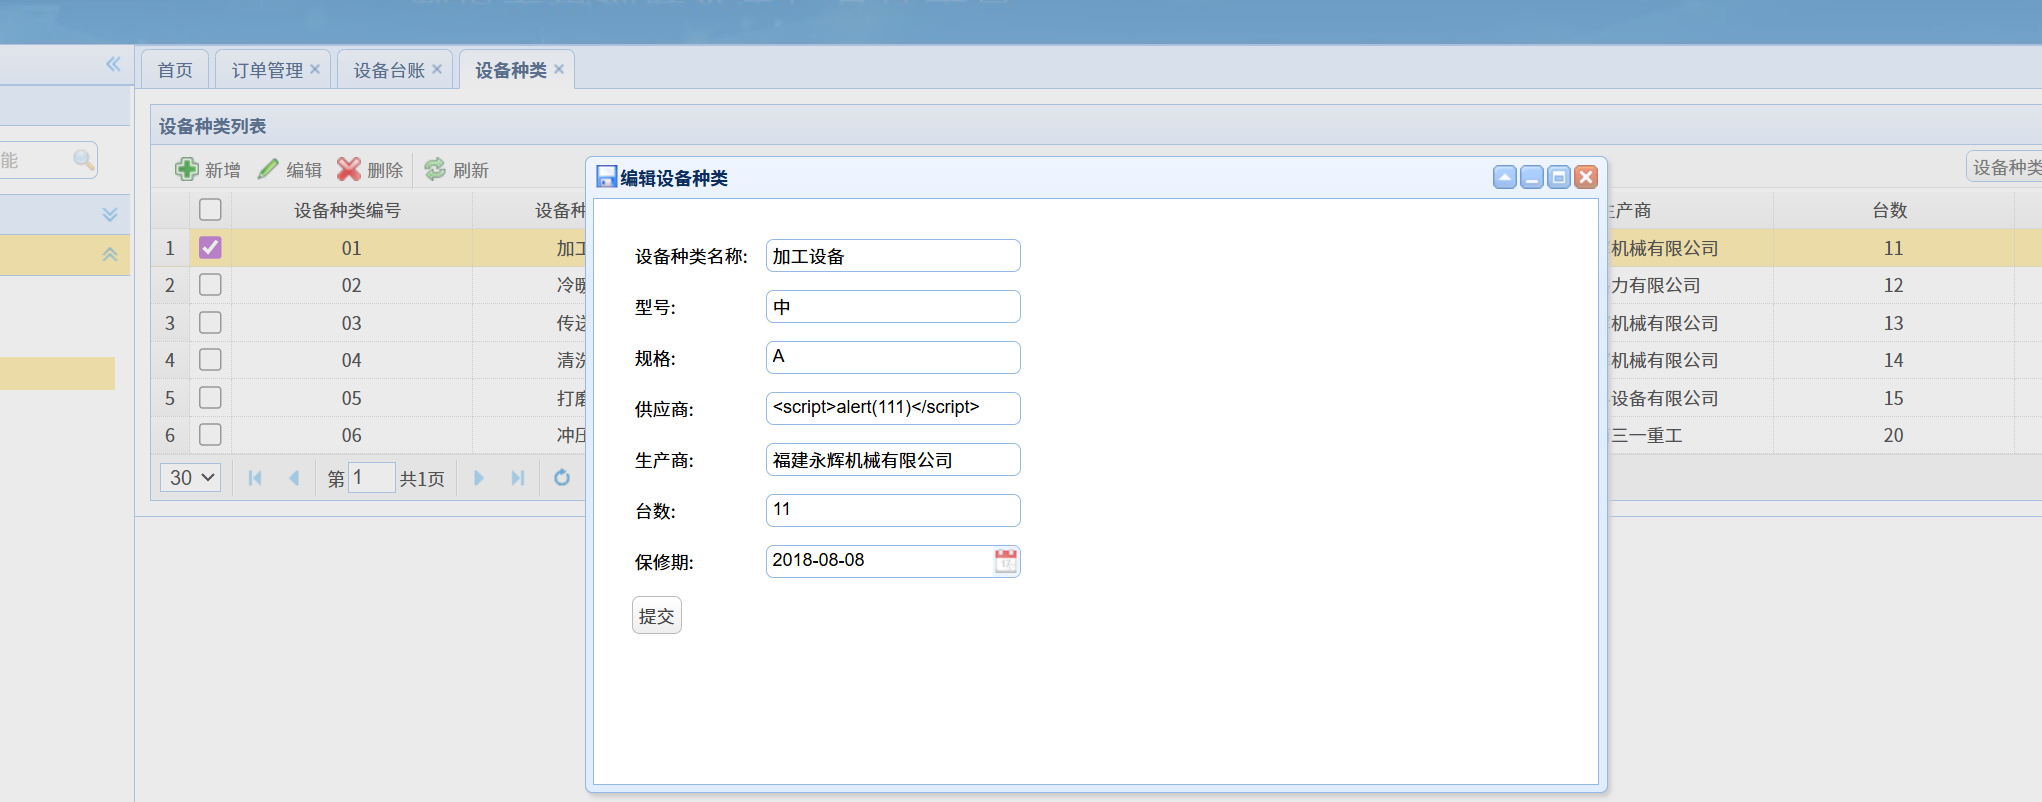 首页 订单管理 设备台账 设备种类
设备种类列表
能
新增 编辑 删除 刷新
编辑设备种类
设备种类
设备种类编号 设备种 产商 台数
1 01 加工 机械有限公司 11
2 02 冷暖 力有限公司 12
3 03 传送 机械有限公司 13
4 04 清洗 机械有限公司 14
5 05 打磨 设备有限公司 15
6 06 冲压 三一重工 20
30 第 1 共1页
设备种类名称: 加工设备
型号: 中
规格: A
供应商: <script>alert(111)</script>
生产商: 福建永辉机械有限公司
台数: 11
保修期: 2018-08-08
提交